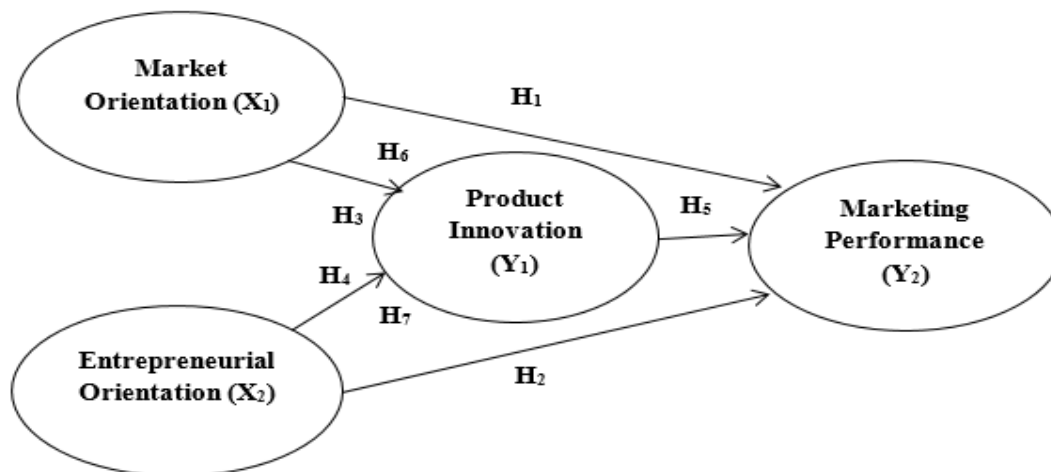 Market
Orientation (X₁)
H₁
H₆
H₃
Product
Innovation
(Y₁)
H₅
Marketing
Performance
(Y₂)
H₄
H₇
Entrepreneurial
Orientation (X₂)
H₂